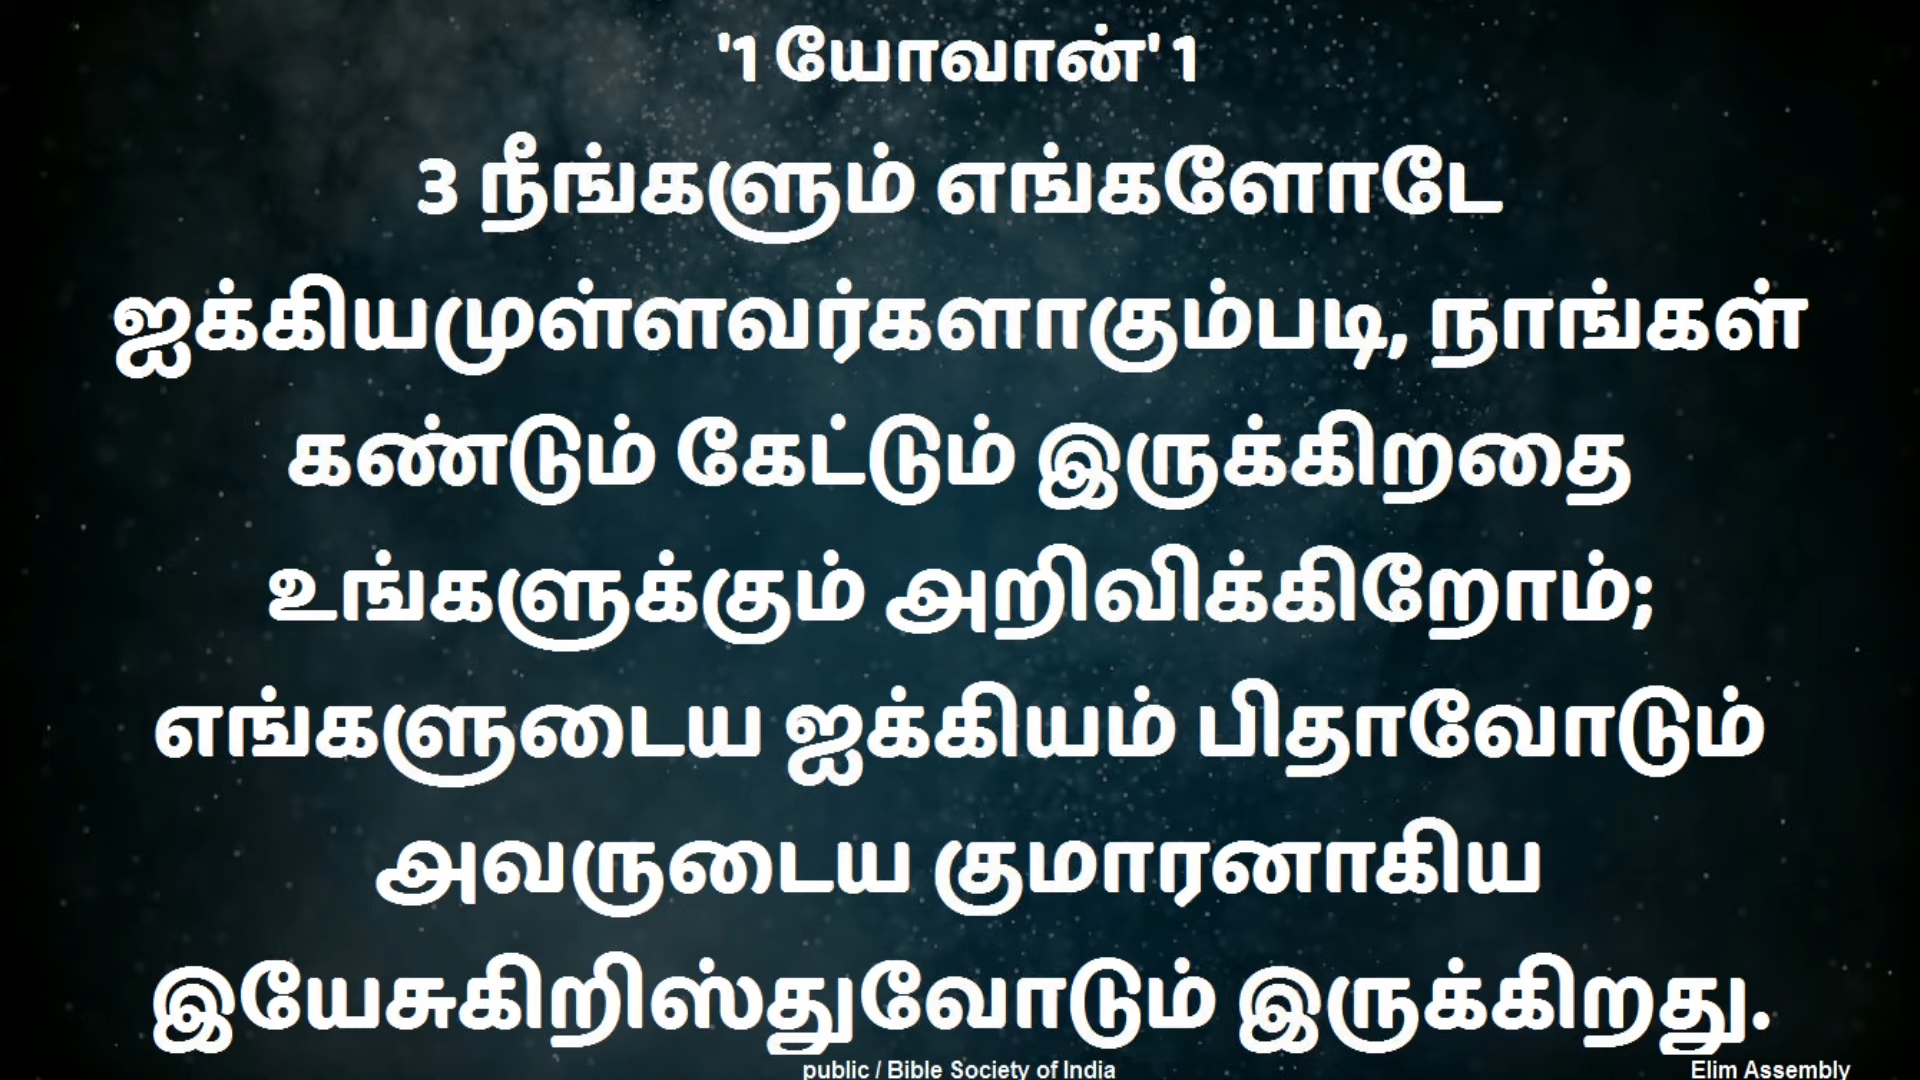 '1 யோவான்' 1
3 நீங்களும் எங்களோடே
ஐக்கியமுள்ளவர்களாகும்படி, நாங்கள்
கண்டும் கேட்டும் இருக்கிறதை
உங்களுக்கும் அறிவிக்கிறோம்;
எங்களுடைய ஐக்கியம் பிதாவோடும்
அவருடைய குமாரனாகிய
இயேசுகிறிஸ்துவோடும் இருக்கிறது.
public / Bible Society of India
Elim Assembly